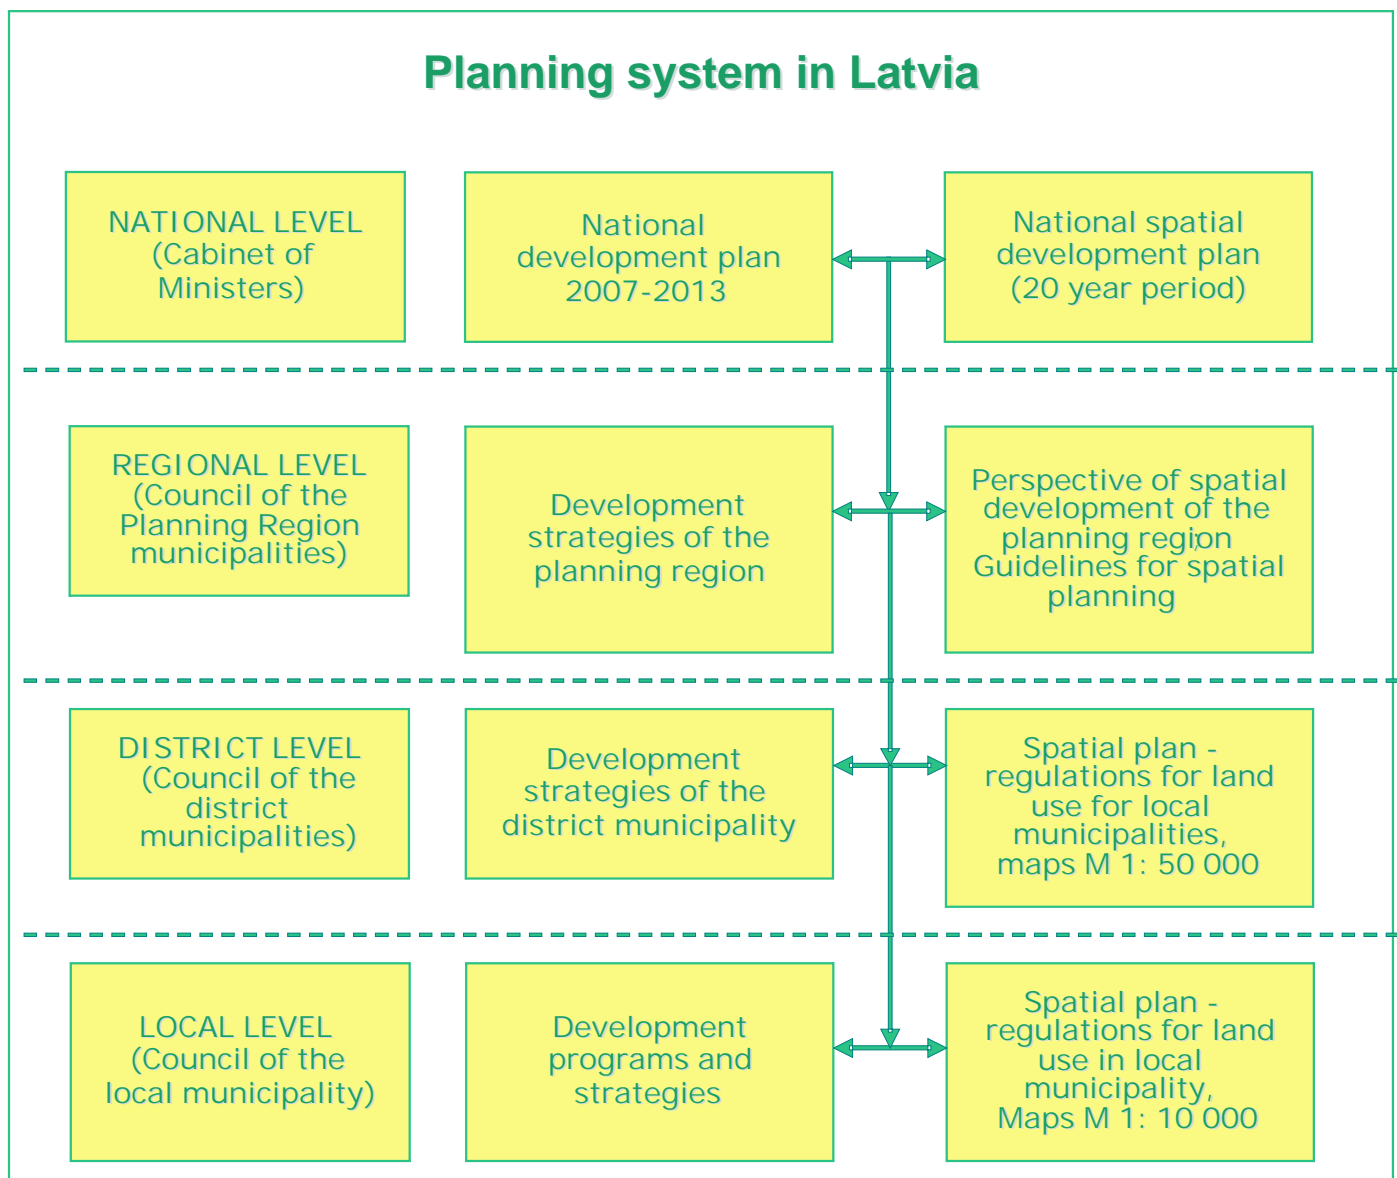 Planning system in Latvia
NATIONAL LEVEL
(Cabinet of
Ministers)
National
development plan
2007-2013
National spatial
development plan
(20 year period)
REGIONAL LEVEL
(Council of the
Planning Region
municipalities)
Development
strategies of the
planning region
Perspective of spatial
development of the
planning region;
Guidelines for spatial
planning
DISTRICT LEVEL
(Council of the
district
municipalities)
Development
strategies of the
district municipality
Spatial plan -
regulations for land
use for local
municipalities,
maps M 1: 50 000
LOCAL LEVEL
(Council of the
local municipality)
Development
programs and
strategies
Spatial plan -
regulations for land
use in local
municipality,
Maps M 1: 10 000